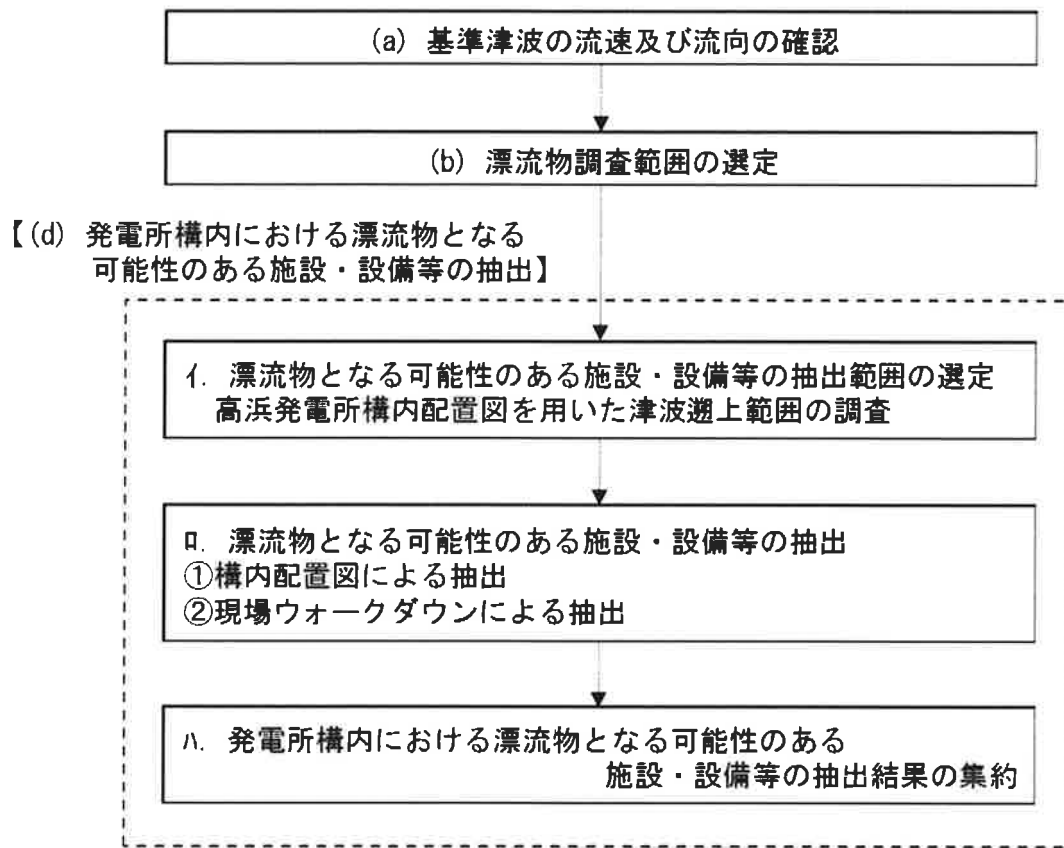 (a) 基準津波の流速及び流向の確認
(b) 漂流物調査範囲の選定
【(d) 発電所構内における漂流物となる
可能性のある施設・設備等の抽出】
ｲ. 漂流物となる可能性のある施設・設備等の抽出範囲の選定
高浜発電所構内配置図を用いた津波遡上範囲の調査
ﾛ. 漂流物となる可能性のある施設・設備等の抽出
①構内配置図による抽出
②現場ウォークダウンによる抽出
ﾊ. 発電所構内における漂流物となる可能性のある
施設・設備等の抽出結果の集約